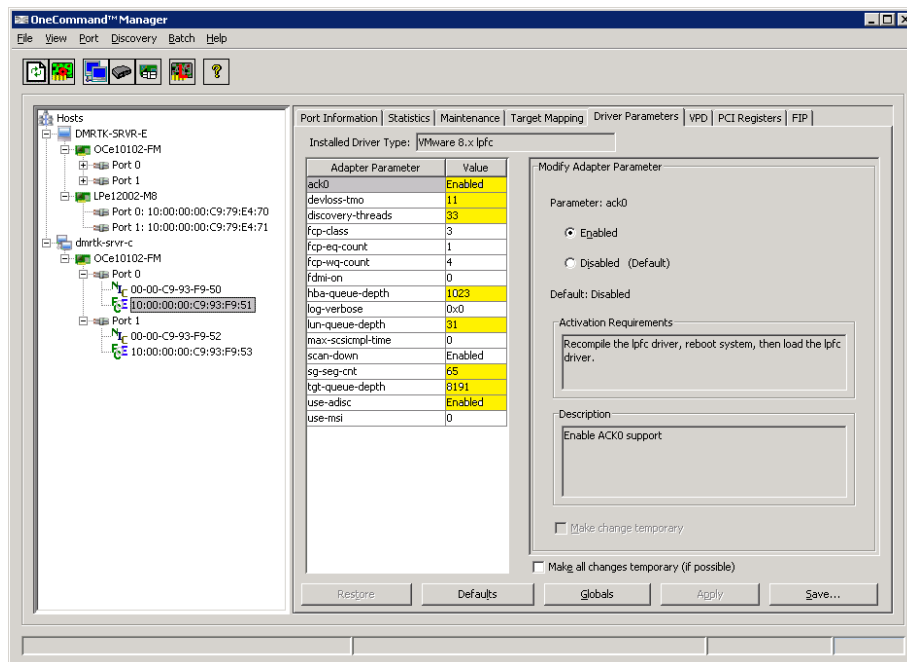 OneCommand™ Manager
File View Port Discovery Batch Help
Hosts
DMRTK-SRVR-E
OCe10102-FM
Port 0
Port 1
LPe12002-M8
Port 0: 10:00:00:00:C9:79:E4:70
Port 1: 10:00:00:00:C9:79:E4:71
dmrtk-srvr-c
OCe10102-FM
Port 0
NIC 00-00-C9-93-F9-50
FCoE 10:00:00:00:C9:93:F9:51
Port 1
NIC 00-00-C9-93-F9-52
FCoE 10:00:00:00:C9:93:F9:53
Port Information Statistics Maintenance Target Mapping Driver Parameters VPD PCI Registers FIP
Installed Driver Type: VMware 8.x lpfc
Adapter Parameter Value
ack0 Enabled
devloss-tmo 11
discovery-threads 33
fcp-class 3
fcp-eq-count 1
fcp-wq-count 4
fdmi-on 0
hba-queue-depth 1023
log-verbose 0x0
lun-queue-depth 31
max-scsicmpl-time 0
scan-down Enabled
sg-seg-cnt 65
tgt-queue-depth 8191
use-adisc Enabled
use-msi 0
Modify Adapter Parameter
Parameter: ack0
Enabled
Disabled (Default)
Default: Disabled
Activation Requirements
Recompile the lpfc driver, reboot system, then load the lpfc
driver.
Description
Enable ACK0 support
Make change temporary
Make all changes temporary (if possible)
Restore Defaults Globals Apply Save...